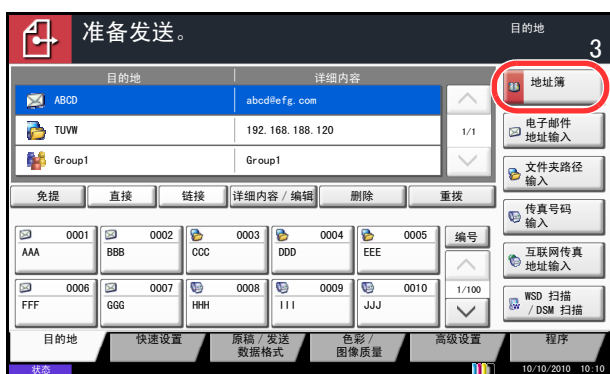 准备发送。
目的地
3
目的地 详细内容
ABCD abcd@efg.com
TUVW 192.168.188.120 1/1
Group1 Group1
地址簿
电子邮件
地址输入
文件夹路径
输入
传真号码
输入
互联网传真
地址输入
WSD 扫描
/DSM 扫描
免提 直接 链接 详细内容/编辑 删除 重拨
0001 0002 0003 0004 0005 编号
AAA BBB CCC DDD EEE
0006 0007 0008 0009 0010 1/100
FFF GGG HHH III JJJ
目的地 快速设置 原稿/发送
数据格式 色彩/
图像质量 高级设置 程序
状态 10/10/2010 10:10